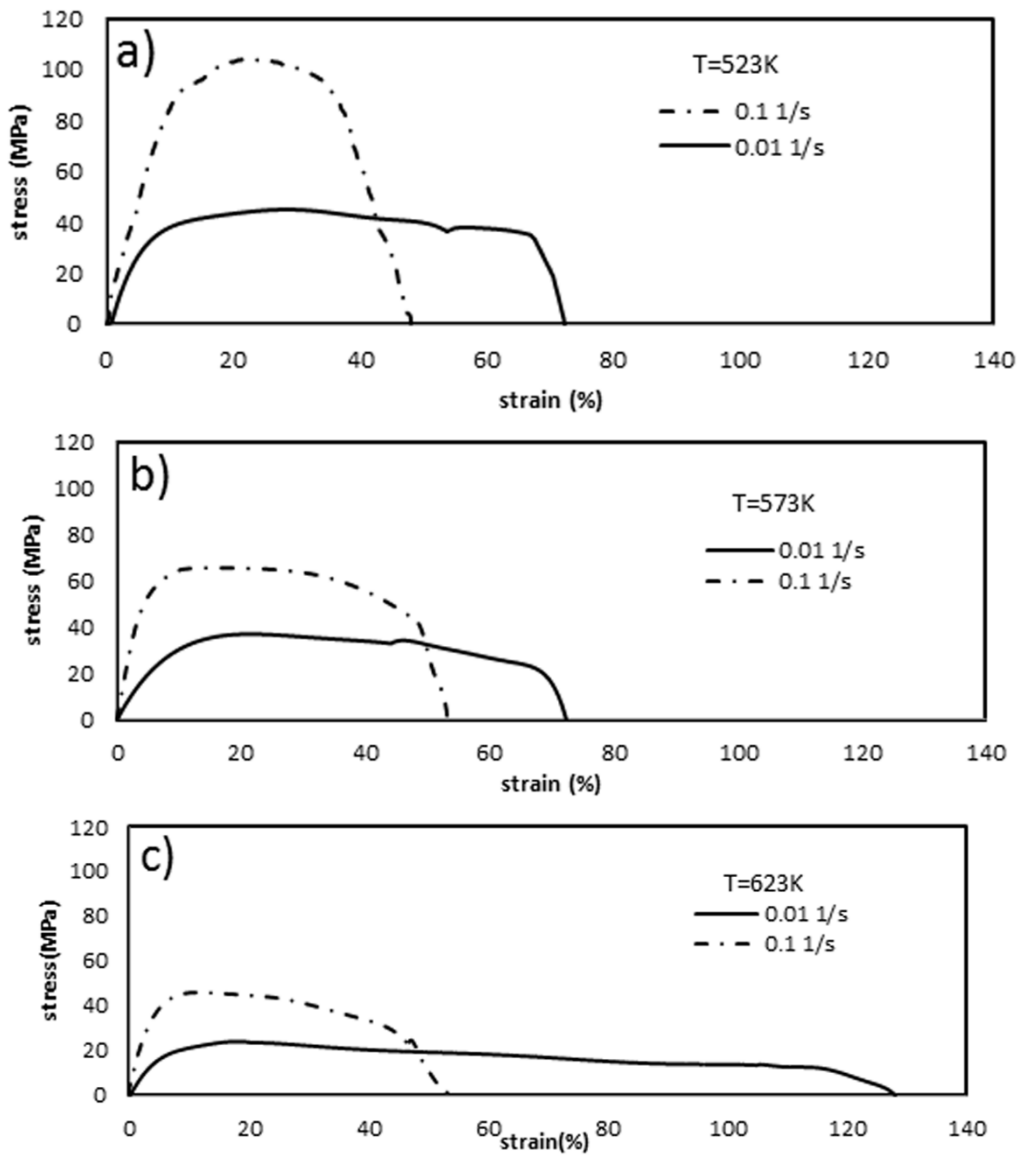 a)
120
100
80
60
40
20
0
stress (MPa)
T=523K
0.1 1/s
0.01 1/s
0 20 40 60 80 100 120 140
strain (%)
b)
120
100
80
60
40
20
0
stress (MPa)
T=573K
0.01 1/s
0.1 1/s
0 20 40 60 80 100 120 140
strain (%)
c)
120
100
80
60
40
20
0
stress(MPa)
T=623K
0.01 1/s
0.1 1/s
0 20 40 60 80 100 120 140
strain(%)